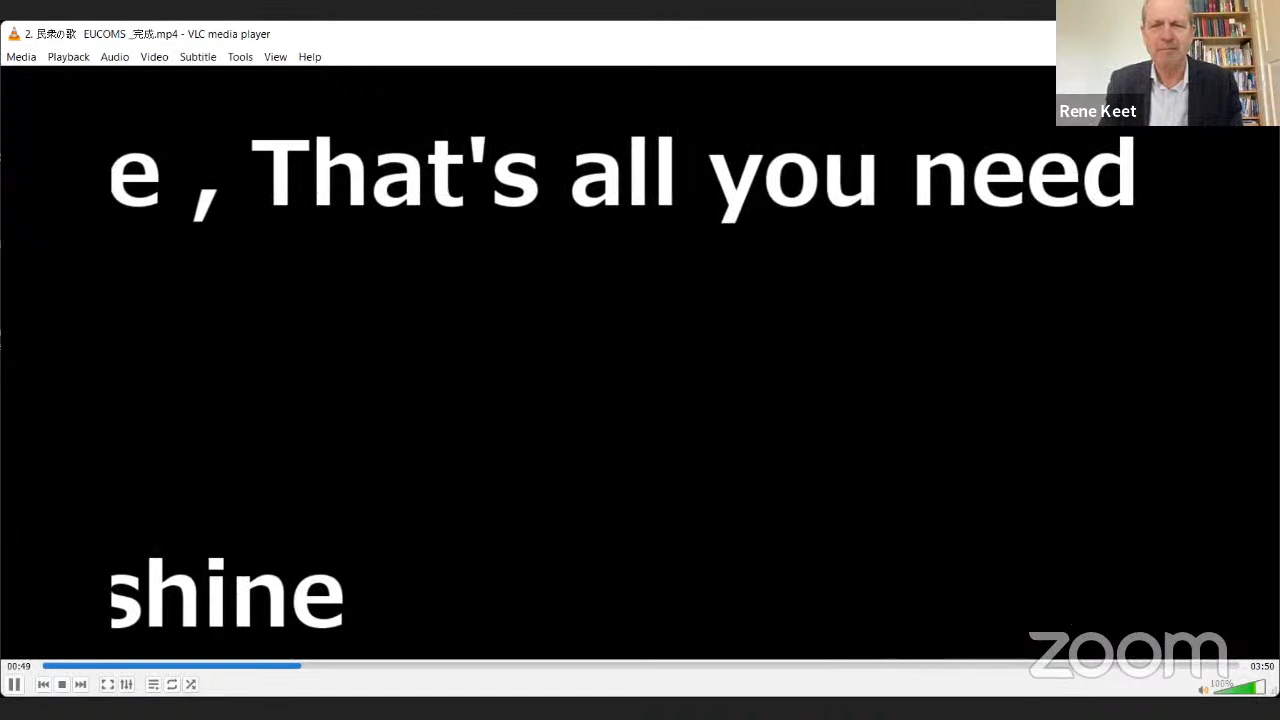 2. 民衆の歌 EUCOMS _完成.mp4 - VLC media player
Media Playback Audio Video Subtitle Tools View Help
Rene Keet
e , That's all you need
shine
zoom
00:49
03:50
100%